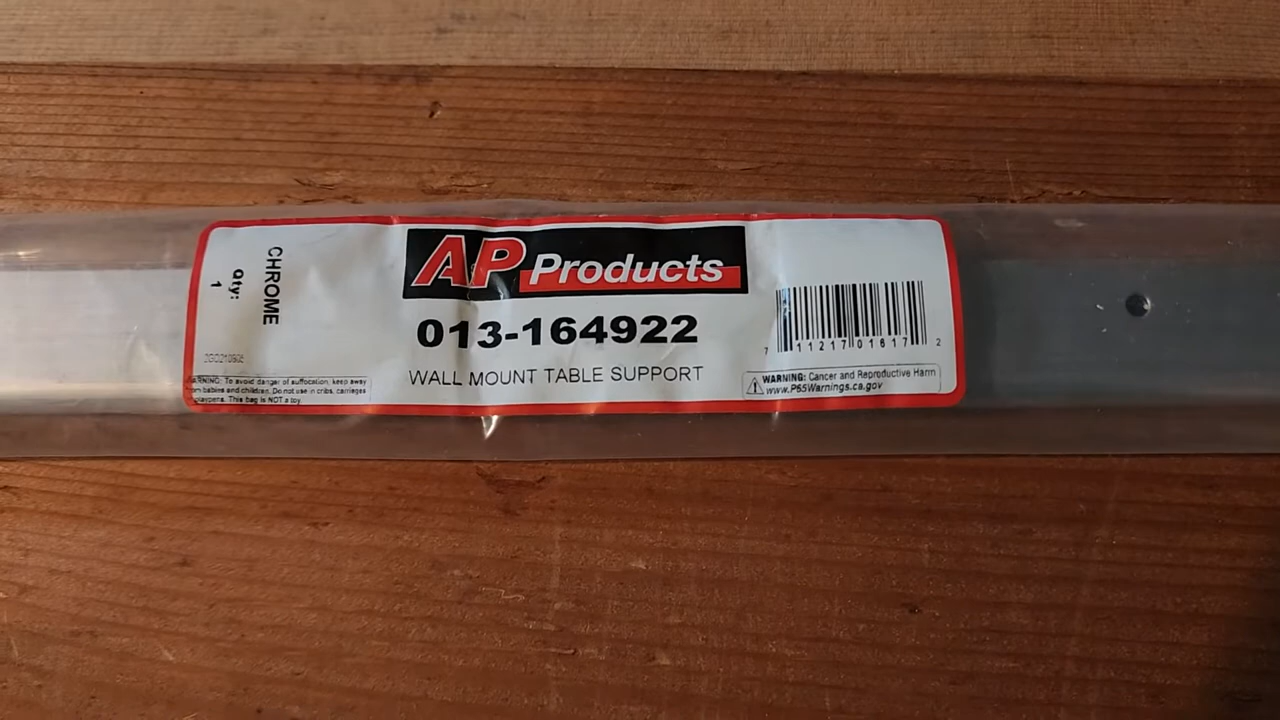 CHROME
Qty:
1
AP Products
013-164922
WALL MOUNT TABLE SUPPORT
7 11217 01617 2
WARNING: Cancer and Reproductive Harm
www.P65Warnings.ca.gov
WARNING: To avoid danger of suffocation, keep away
from babies and children. Do not use in cribs, carriages
playpens. This bag is NOT a toy.